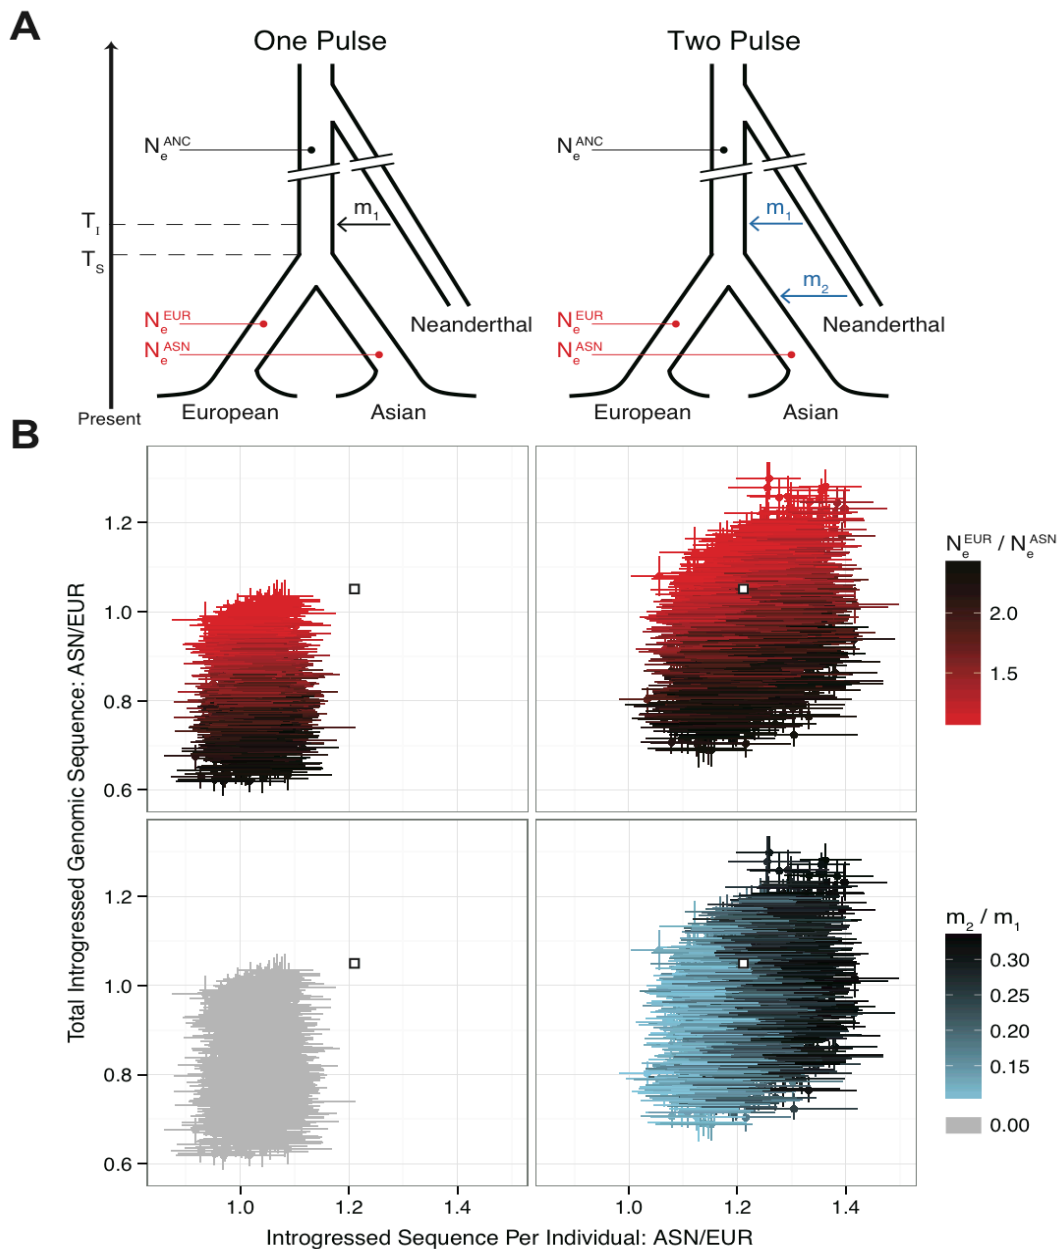 A
One Pulse
Two Pulse
N_e^ANC
N_e^ANC
m_1
m_1
T_I
T_S
m_2
N_e^EUR
N_e^ASN
Neanderthal
N_e^EUR
N_e^ASN
Neanderthal
Present
European
Asian
European
Asian
B
Total Introgressed Genomic Sequence: ASN/EUR
1.2
1.0
0.8
0.6
N_e^EUR / N_e^ASN
2.0
1.5
1.2
1.0
0.8
0.6
m_2 / m_1
0.30
0.25
0.20
0.15
0.00
1.0
1.2
1.4
1.0
1.2
1.4
Introgressed Sequence Per Individual: ASN/EUR